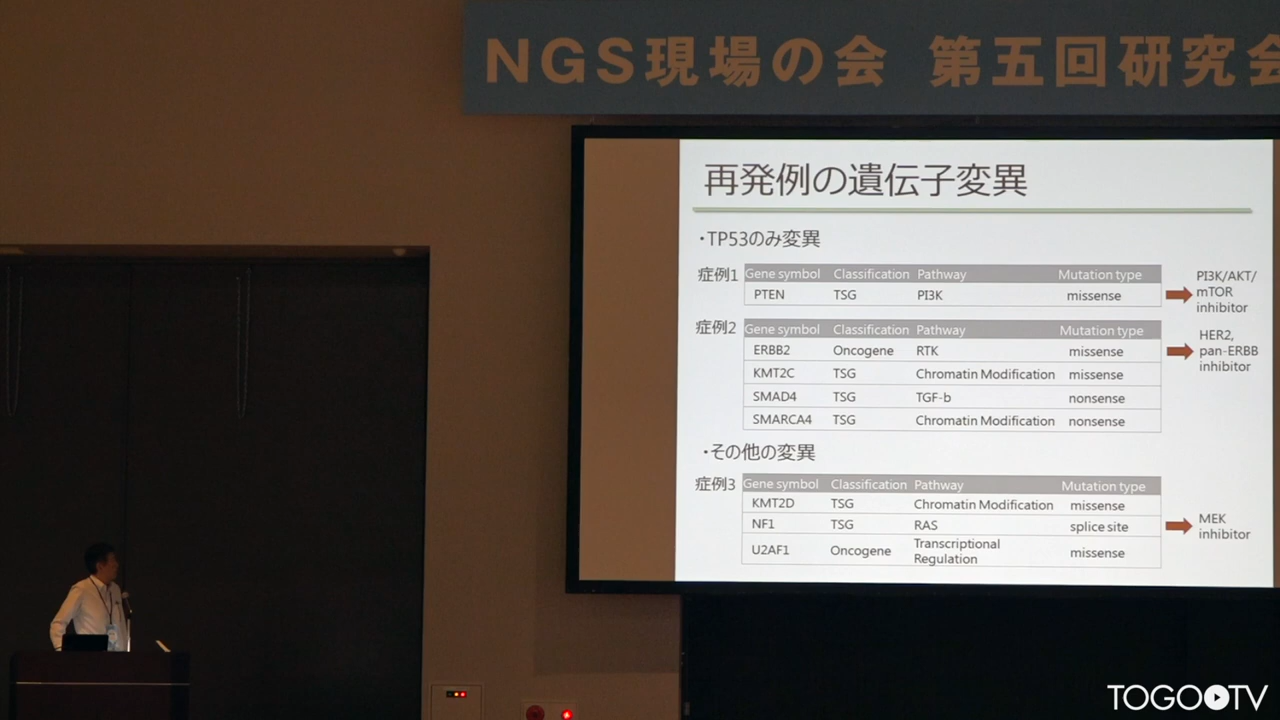 NGS現場の会 第五回研究会
再発例の遺伝子変異
・TP53のみ変異
症例1
Gene symbol Classification Pathway Mutation type
PTEN TSG PI3K missense
PI3K/AKT/
mTOR
inhibitor
症例2
Gene symbol Classification Pathway Mutation type
ERBB2 Oncogene RTK missense
KMT2C TSG Chromatin Modification missense
SMAD4 TSG TGF-b nonsense
SMARCA4 TSG Chromatin Modification nonsense
HER2,
pan-ERBB
inhibitor
・その他の変異
症例3
Gene symbol Classification Pathway Mutation type
KMT2D TSG Chromatin Modification missense
NF1 TSG RAS splice site
U2AF1 Oncogene Transcriptional Regulation missense
MEK
inhibitor
TOGOTV